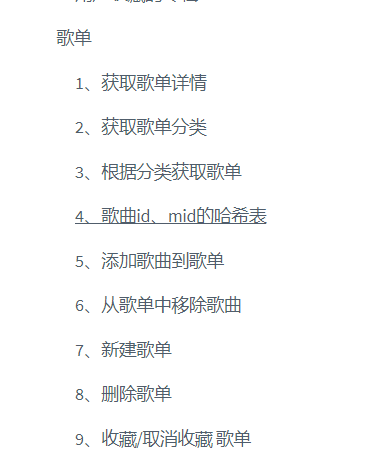 歌单
1、获取歌单详情
2、获取歌单分类
3、根据分类获取歌单
4、歌曲id、mid的哈希表
5、添加歌曲到歌单
6、从歌单中移除歌曲
7、新建歌单
8、删除歌单
9、收藏/取消收藏 歌单